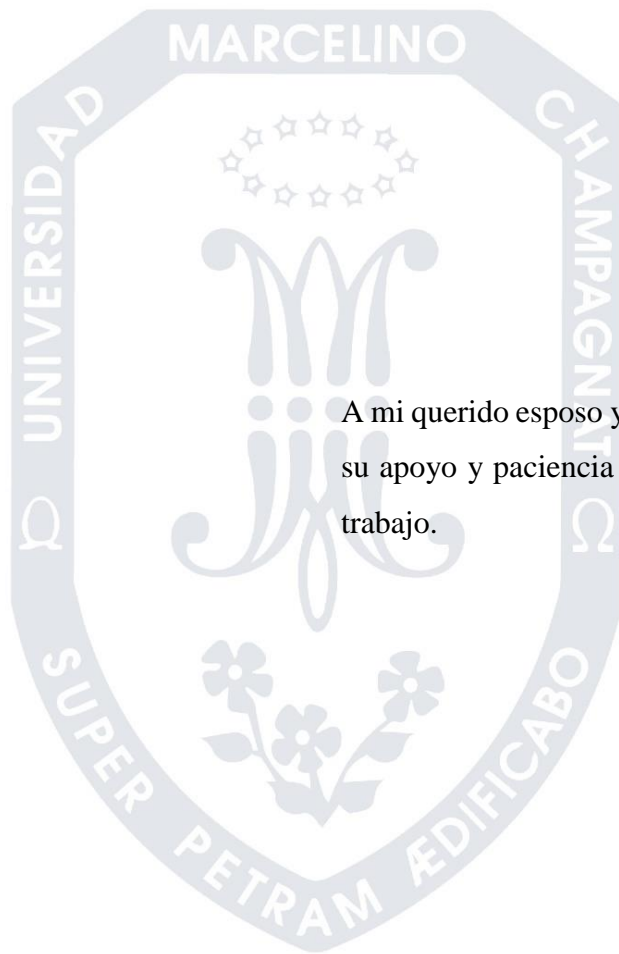 MARCELINO
CHAMPAGNAT
UNIVERSIDAD
A mi querido esposo y
su apoyo y paciencia
trabajo.
SUPER PETRAM ÆDIFICABO